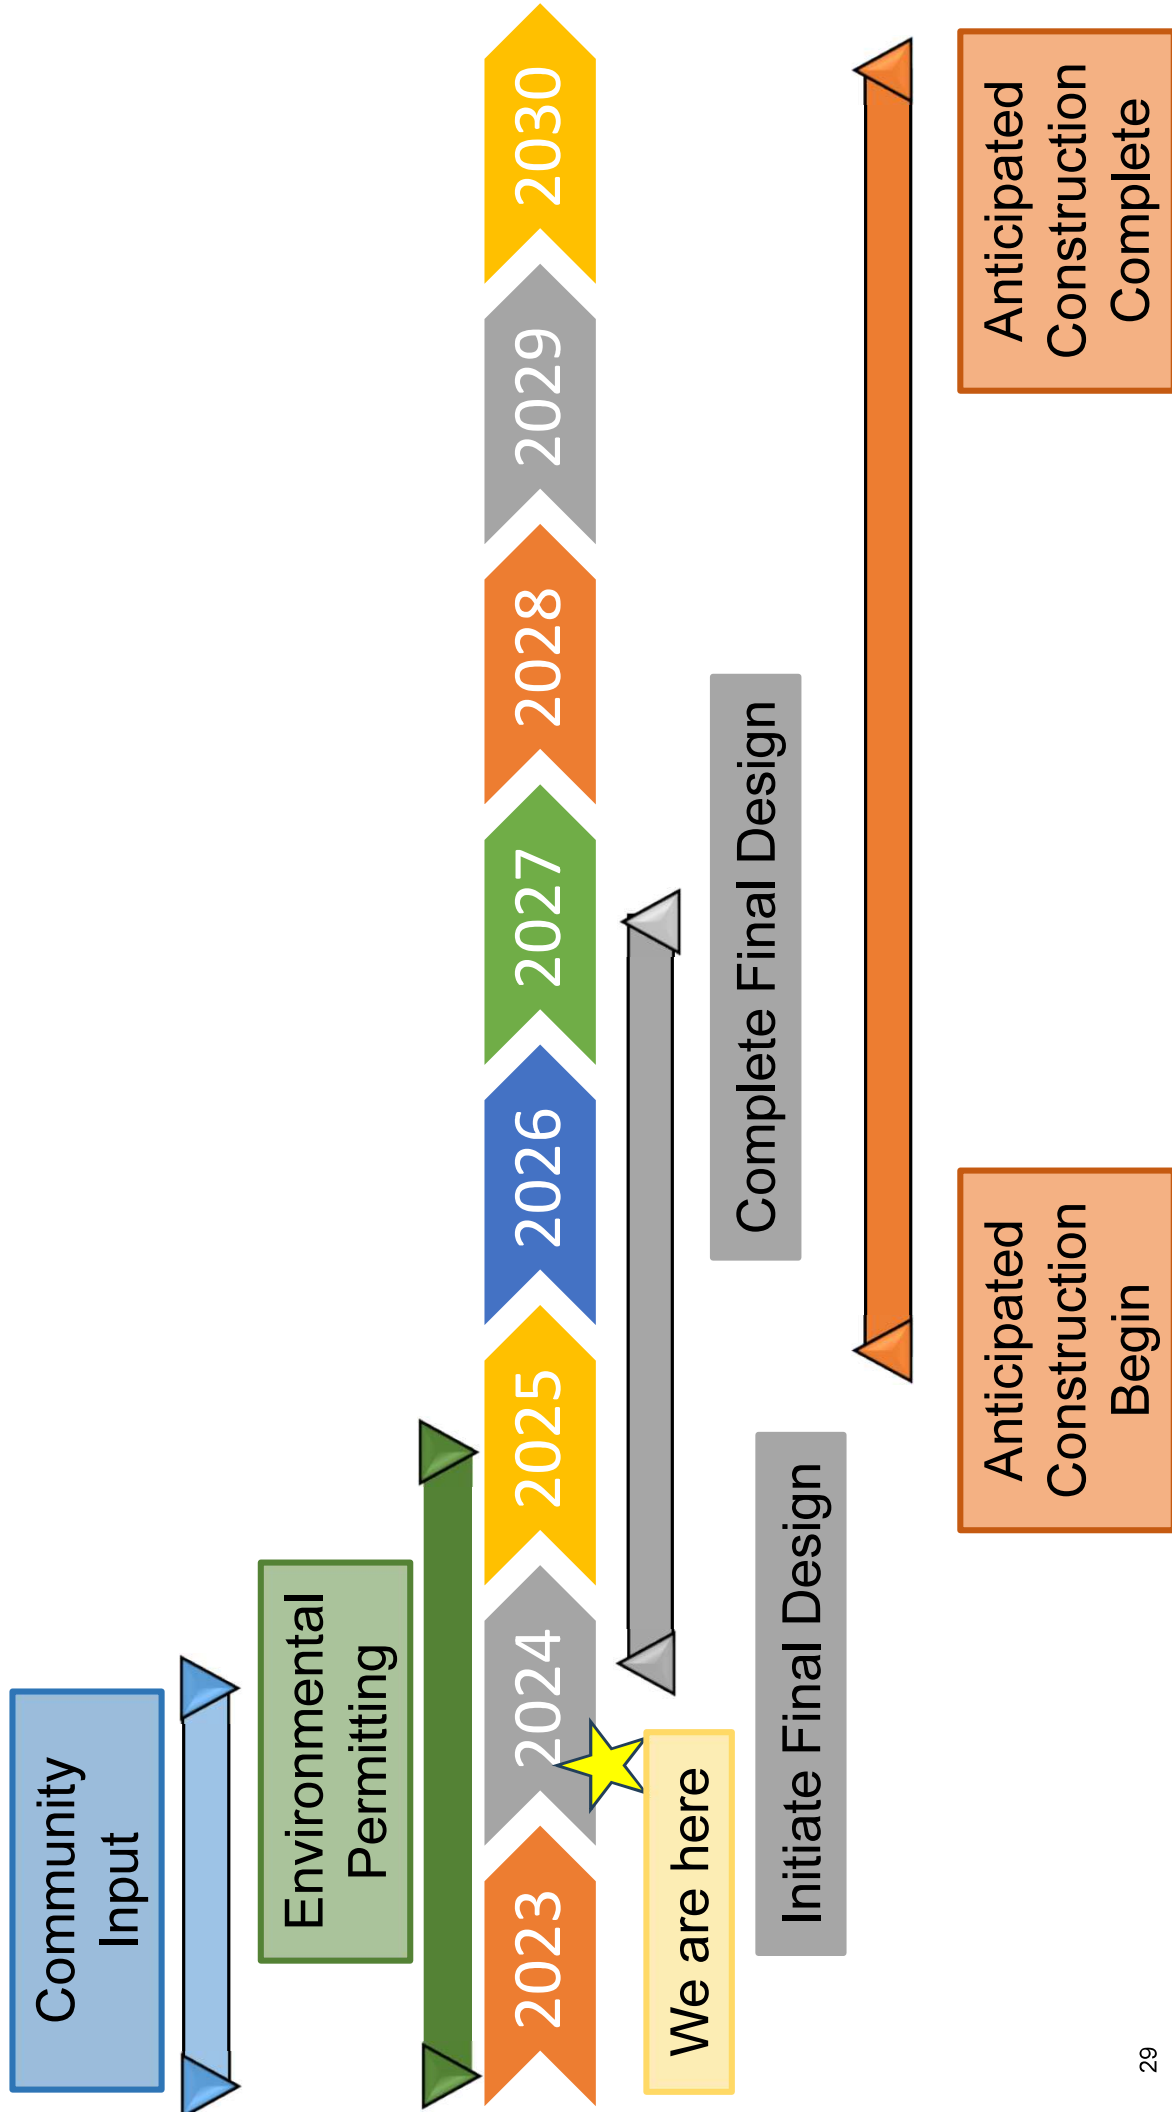 Community
Input
Environmental
Permitting
2023
2024
2025
2026
2027
2028
2029
2030
We are here
Initiate Final Design
Complete Final Design
Anticipated
Construction
Begin
Anticipated
Construction
Complete
29